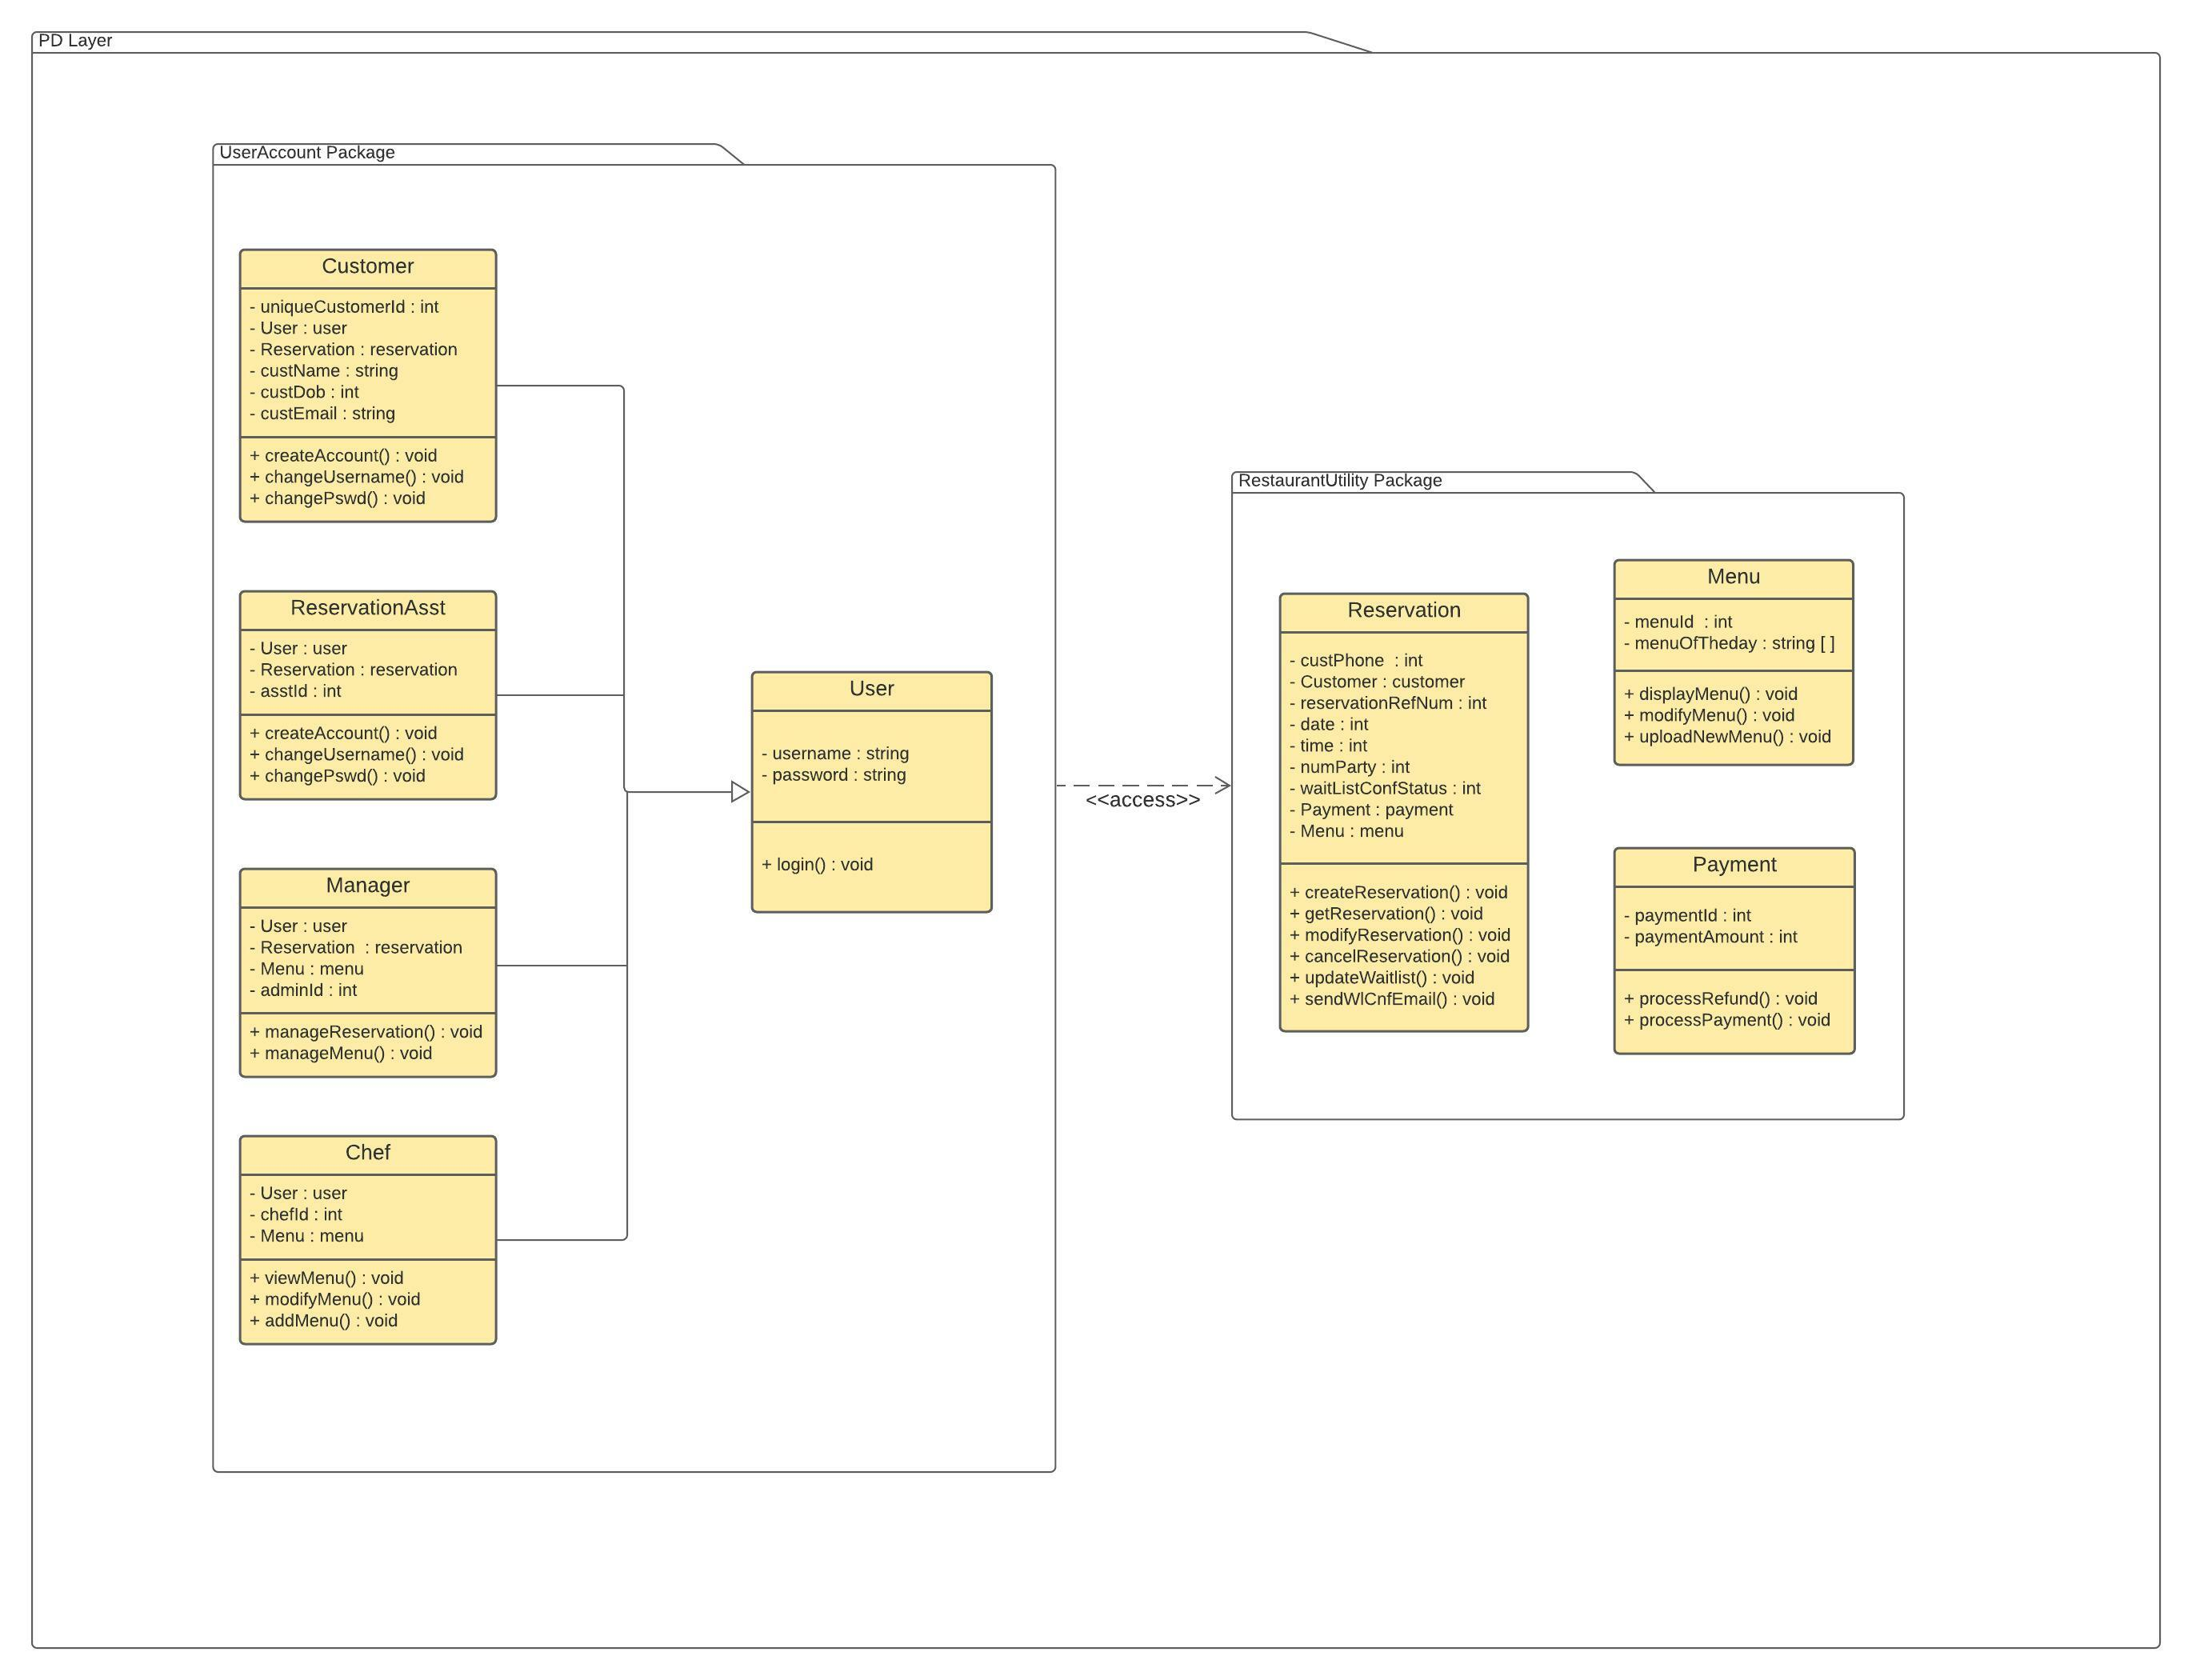 PD Layer
UserAccount Package
Customer
- uniqueCustomerId : int
- User : user
- Reservation : reservation
- custName : string
- custDob : int
- custEmail : string
+ createAccount() : void
+ changeUsername() : void
+ changePswd() : void
ReservationAsst
- User : user
- Reservation : reservation
- asstId : int
+ createAccount() : void
+ changeUsername() : void
+ changePswd() : void
Manager
- User : user
- Reservation  : reservation
- Menu : menu
- adminId : int
+ manageReservation() : void
+ manageMenu() : void
Chef
- User : user
- chefId : int
- Menu : menu
+ viewMenu() : void
+ modifyMenu() : void
+ addMenu() : void
User
- username : string
- password : string
+ login() : void
<<access>>
RestaurantUtility Package
Reservation
- custPhone  : int
- Customer : customer
- reservationRefNum : int
- date : int
- time : int
- numParty : int
- waitListConfStatus : int
- Payment : payment
- Menu : menu
+ createReservation() : void
+ getReservation() : void
+ modifyReservation() : void
+ cancelReservation() : void
+ updateWaitlist() : void
+ sendWlCnfEmail() : void
Menu
- menuId  : int
- menuOfTheday : string [ ]
+ displayMenu() : void
+ modifyMenu() : void
+ uploadNewMenu() : void
Payment
- paymentId : int
- paymentAmount : int
+ processRefund() : void
+ processPayment() : void